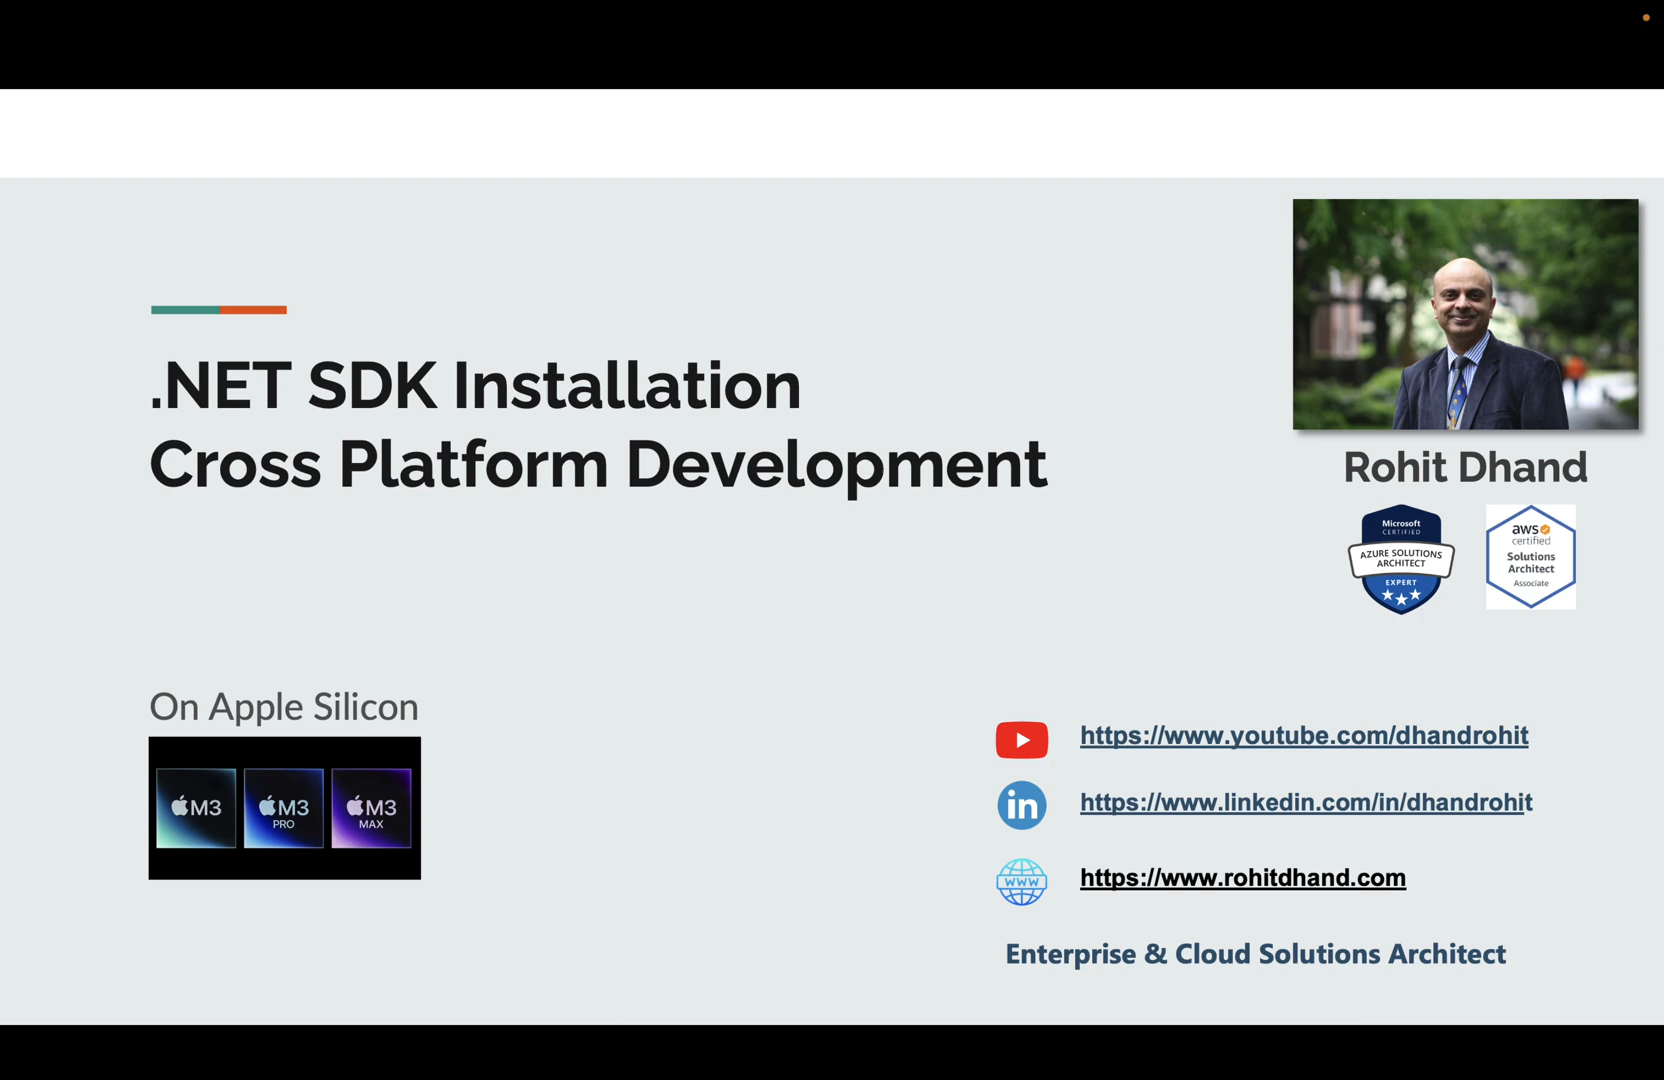 .NET SDK Installation
Cross Platform Development
Rohit Dhand
Microsoft
CERTIFIED
AZURE SOLUTIONS
ARCHITECT
EXPERT
aws
certified
Solutions
Architect
Associate
On Apple Silicon
M3
M3
PRO
M3
MAX
https://www.youtube.com/dhandrohit
https://www.linkedin.com/in/dhandrohit
www
https://www.rohitdhand.com
Enterprise & Cloud Solutions Architect